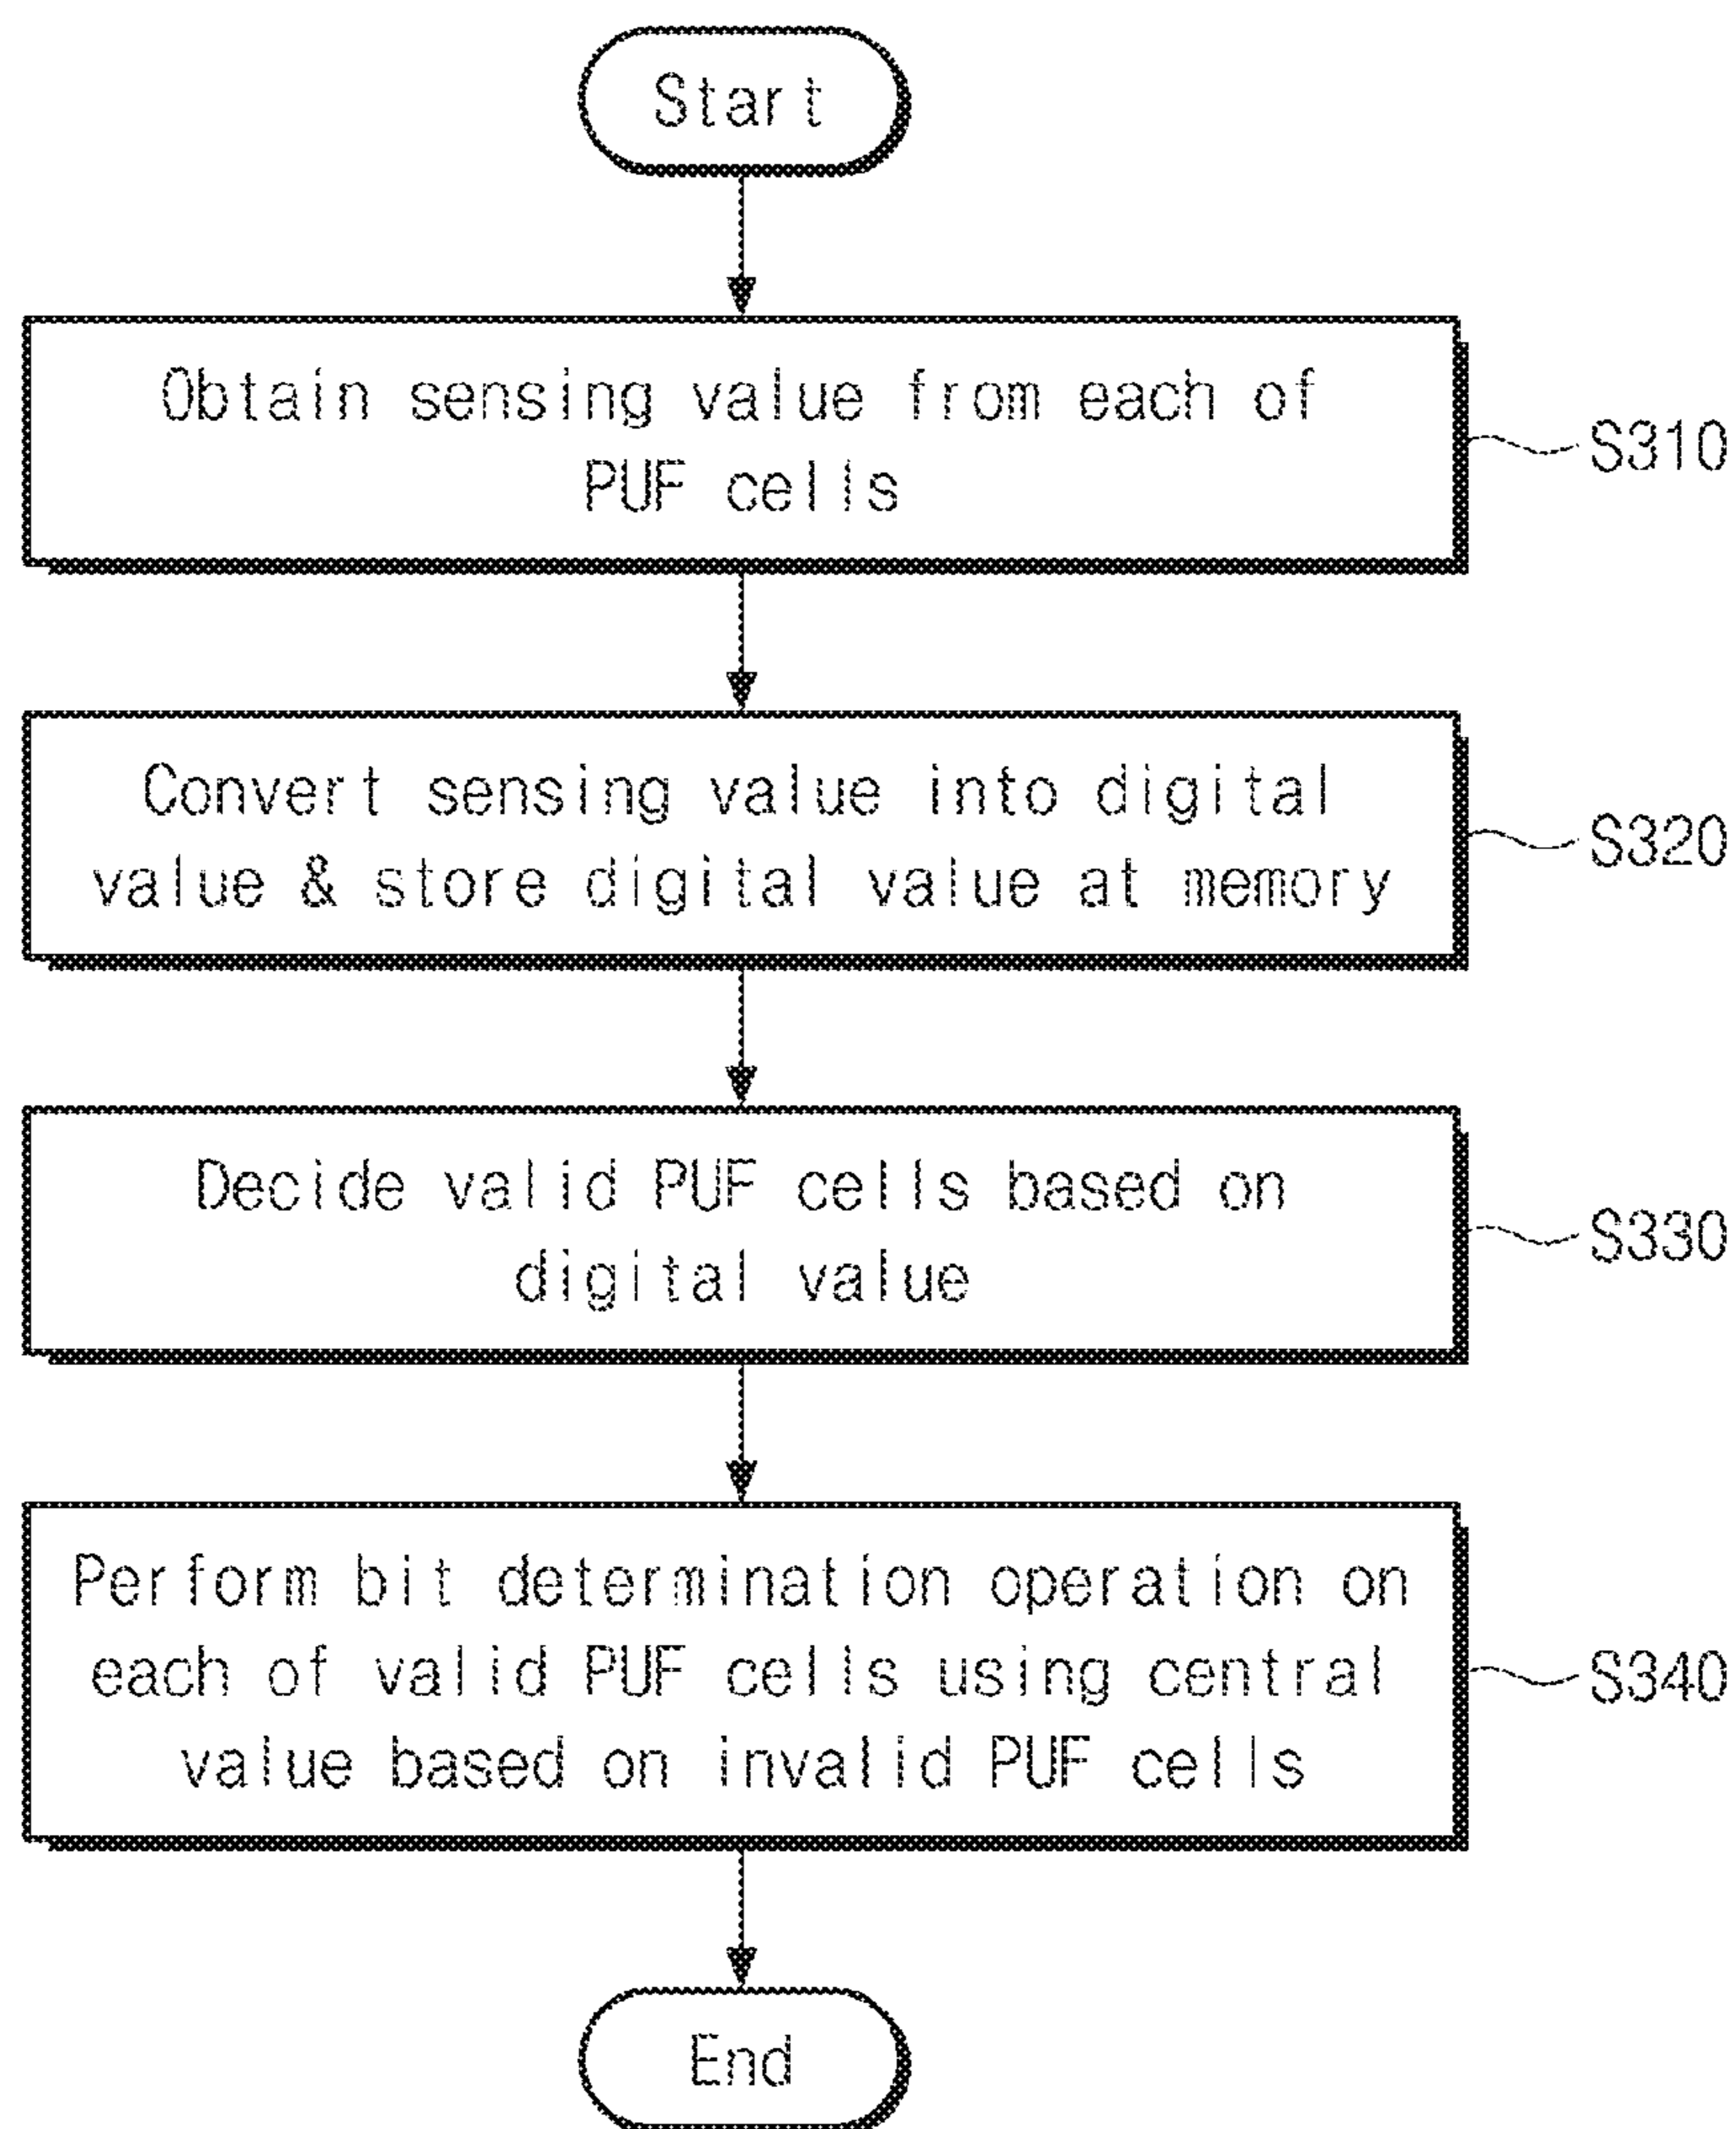 Start
Obtain sensing value from each of
PUF cells
S310
Convert sensing value into digital
value & store digital value at memory
S320
Decide valid PUF cells based on
digital value
S330
Perform bit determination operation on
each of valid PUF cells using central
value based on invalid PUF cells
S340
End